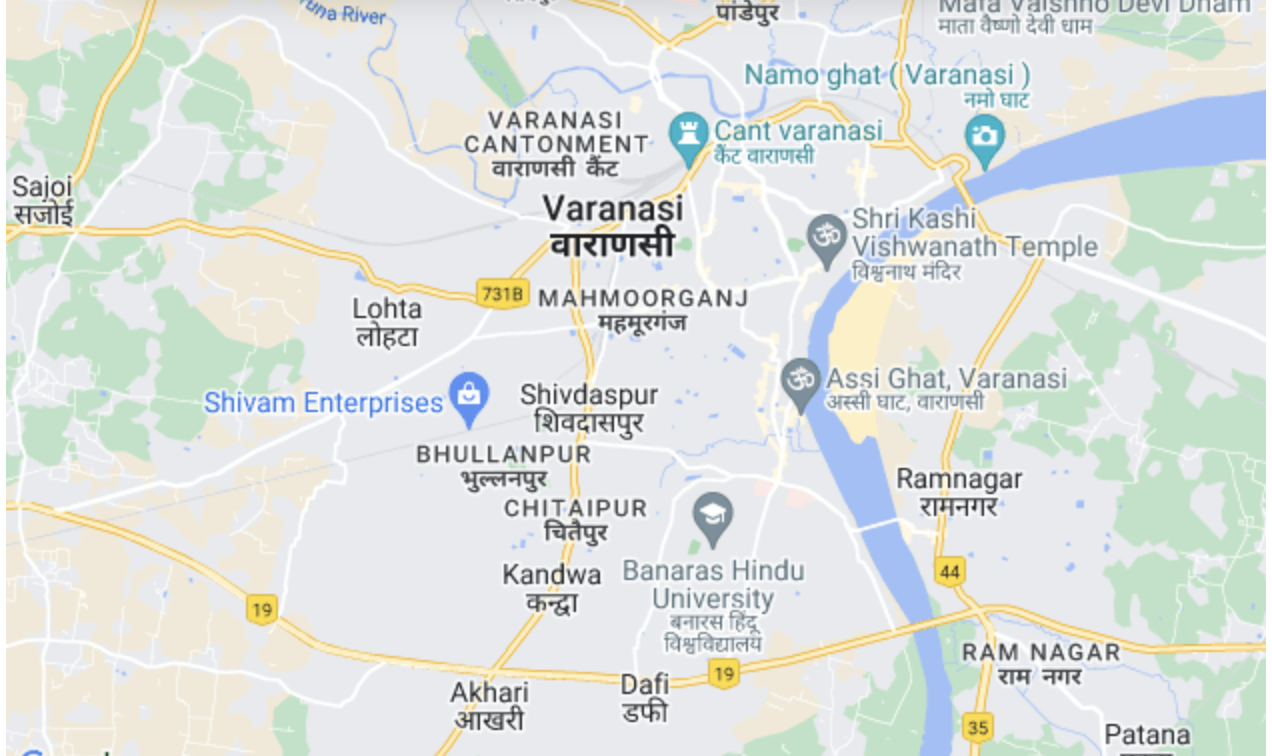 Varuna River
पांडेपुर
Mata Vaishno Devi Dham
माता वैष्णो देवी धाम
Namo ghat ( Varanasi )
नमो घाट
VARANASI
CANTONMENT
वाराणसी कैंट
Cant varanasi
कैंट वाराणसी
Sajoi
सजोई
Varanasi
वाराणसी
Shri Kashi
Vishwanath Temple
विश्वनाथ मंदिर
731B
MAHMOORGANJ
महमूरगंज
Lohta
लोहटा
Assi Ghat, Varanasi
अस्सी घाट, वाराणसी
Shivam Enterprises
Shivdaspur
शिवदासपुर
BHULLANPUR
भुल्लनपुर
Ramnagar
रामनगर
CHITAIPUR
चितैपुर
Kandwa
कन्द्वा
Banaras Hindu
University
बनारस हिंदू
विश्वविद्यालय
44
19
RAM NAGAR
राम नगर
19
Akhari
आखरी
Dafi
डफी
35
Patana